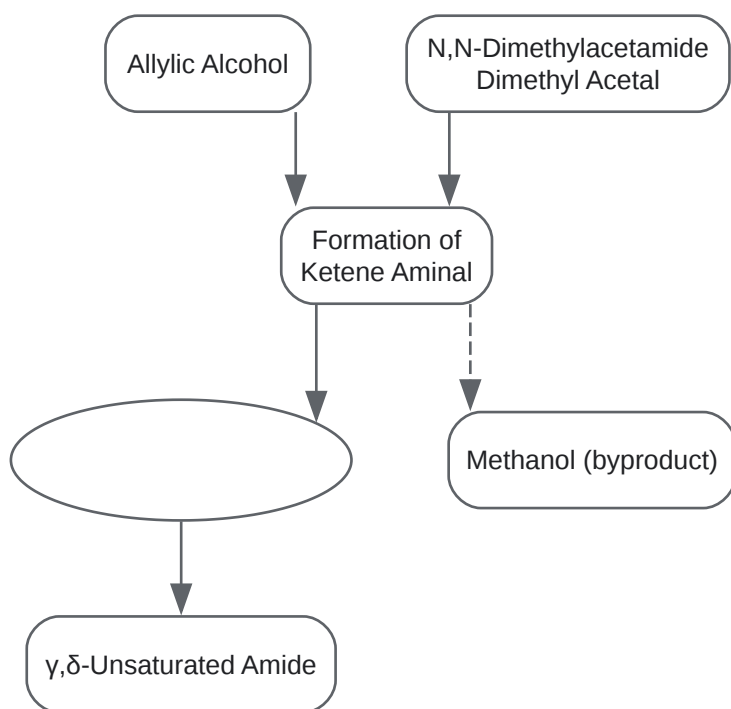 Allylic Alcohol
N,N-Dimethylacetamide
Dimethyl Acetal
Formation of
Ketene Aminal
Methanol (byproduct)
γ,δ-Unsaturated Amide